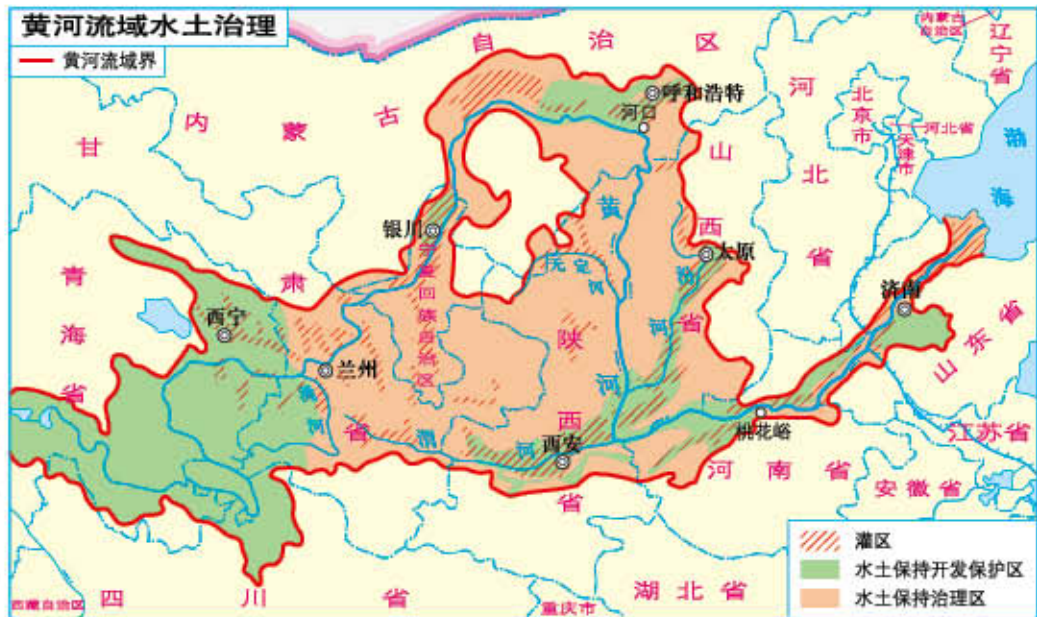 黄河流域水土治理
黄河流域界
自治区
内蒙古
自治区
辽宁省
内蒙古
甘
肃
省
呼和浩特
河口
河北省
北京市
河北省
天津市
渤海
山西省
黄河
银川
宁夏回族自治区
无定河
汾河
太原
青海省
西宁
兰州
洮河
陕西省
渭河
西安
济南
山东省
桃花峪
江苏省
河南省
安徽省
西藏自治区
四川省
重庆市
湖北省
灌区
水土保持开发保护区
水土保持治理区